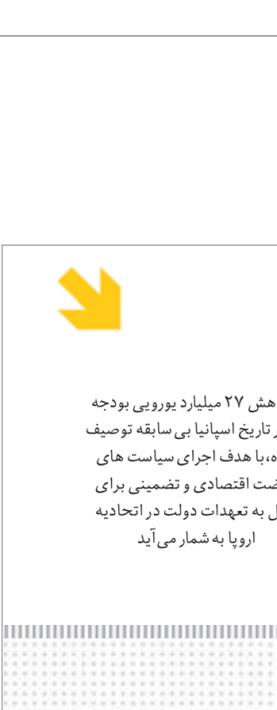 ۲۷ میلیارد یورویی بودجه
تاریخ اسپانیا بی سابقه توصیف
با هدف اجرای سیاست های
اقتصادی و تضمینی برای
به تعهدات دولت در اتحادیه
اروپا به شمار می‌آید